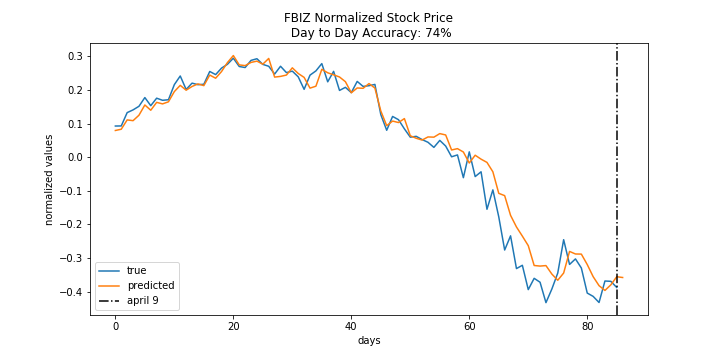 FBIZ Normalized Stock Price
Day to Day Accuracy: 74%
0.3
0.2
0.1
0.0
−0.1
−0.2
−0.3
−0.4
normalized values
true
predicted
april 9
0
20
40
60
80
days